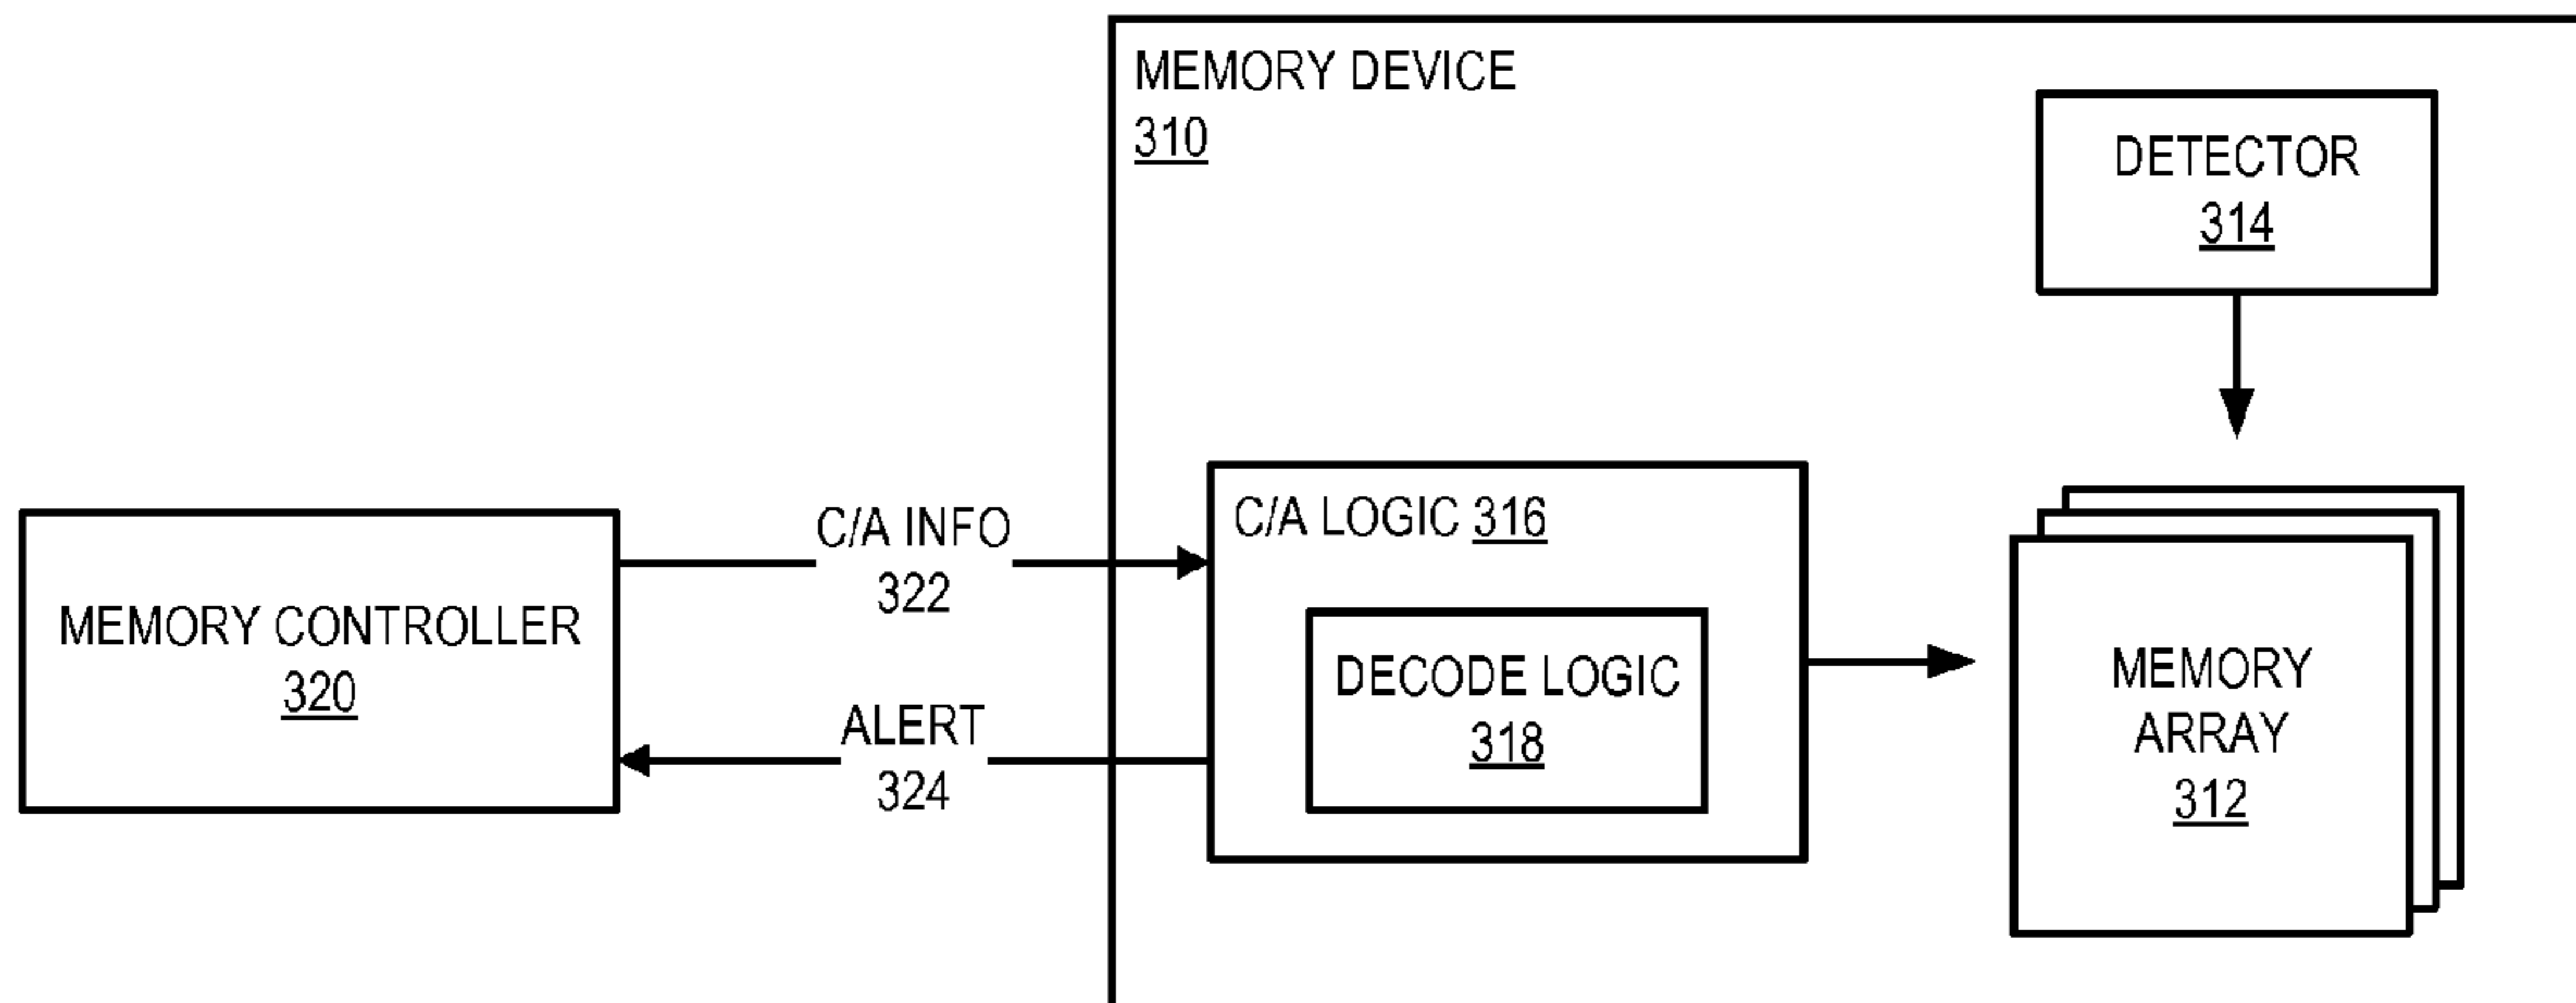 MEMORY DEVICE
310
DETECTOR
314
C/A INFO
322
C/A LOGIC 316
MEMORY CONTROLLER
320
DECODE LOGIC
318
ALERT
324
MEMORY
ARRAY
312